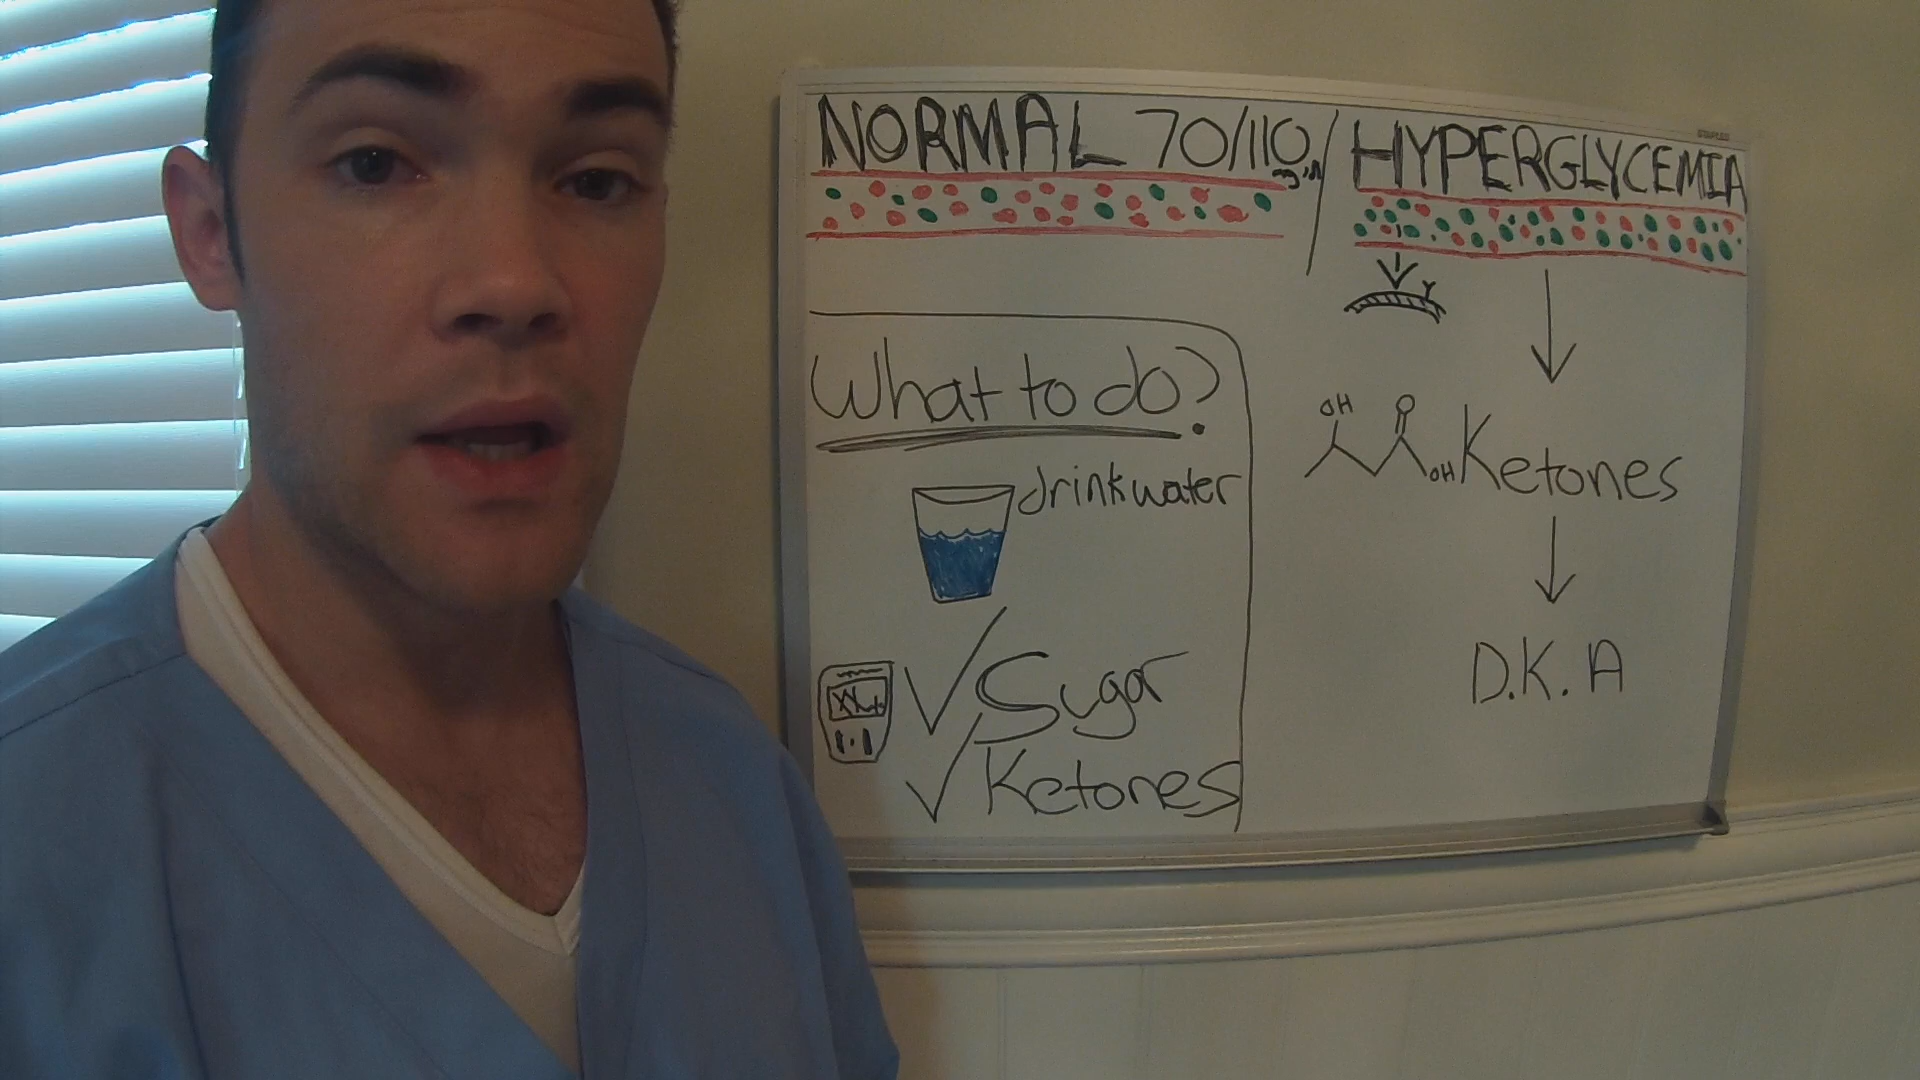 NORMAL 70/110 / HYPERGLYCEMIA
What to do?
drink water
√ Sugar
√ Ketones
OH
O
OH Ketones
D.K.A